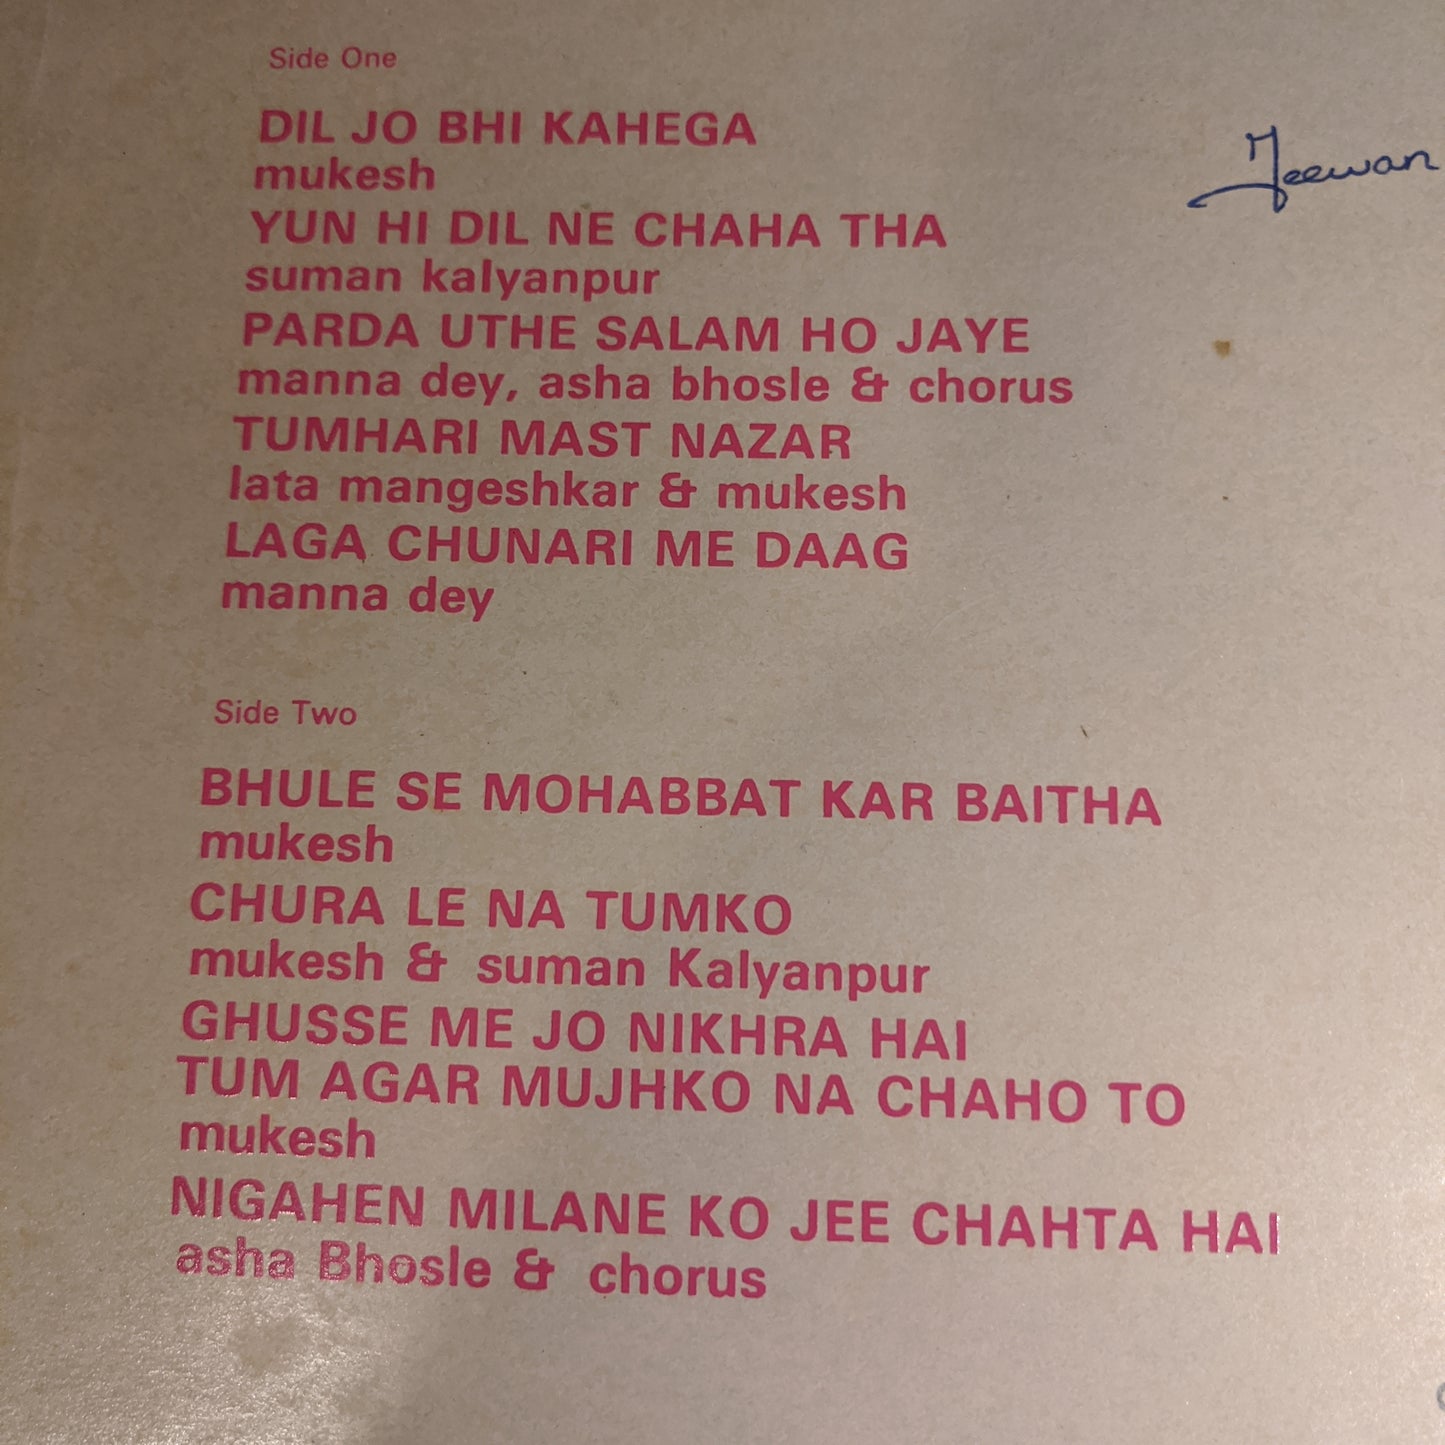 Side One
DIL JO BHI KAHEGA
mukesh
Jeewan
YUN HI DIL NE CHAHA THA
suman kalyanpur
PARDA UTHE SALAM HO JAYE
manna dey, asha bhosle & chorus
TUMHARI MAST NAZAR
lata mangeshkar & mukesh
LAGA CHUNARI ME DAAG
manna dey
Side Two
BHULE SE MOHABBAT KAR BAITHA
mukesh
CHURA LE NA TUMKO
mukesh & suman Kalyanpur
GHUSSE ME JO NIKHRA HAI
TUM AGAR MUJHKO NA CHAHO TO
mukesh
NIGAHEN MILANE KO JEE CHAHTA HAI
asha Bhosle & chorus